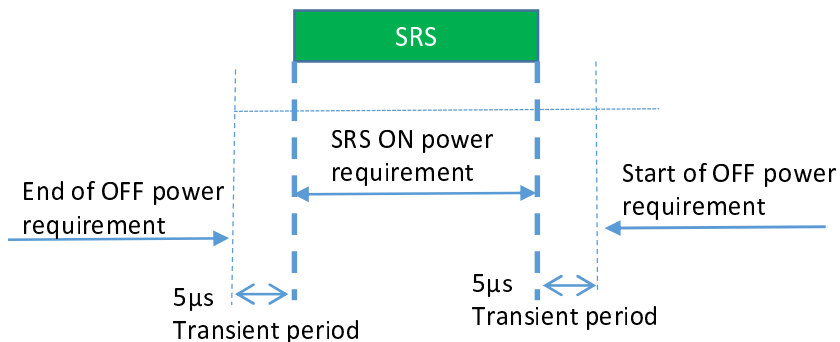 SRS
SRS ON power
requirement
End of OFF power
requirement
Start of OFF power
requirement
5µs
Transient period
5µs
Transient period